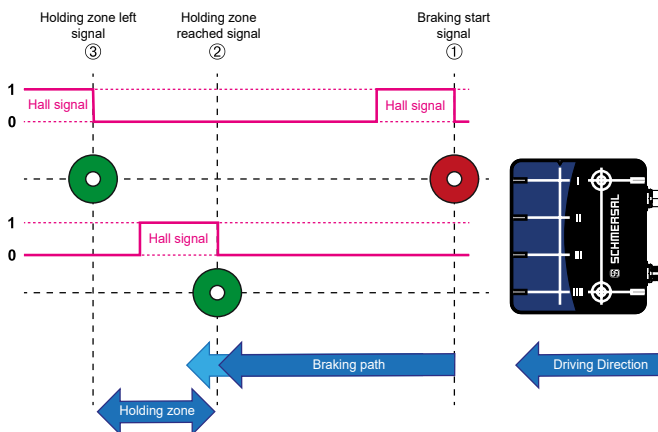 Holding zone left
signal
③
Holding zone
reached signal
②
Braking start
signal
①
1
Hall signal
Hall signal
0
1
Hall signal
0
I
II
III
IIII
SCHMERSAL
Braking path
Driving Direction
Holding zone